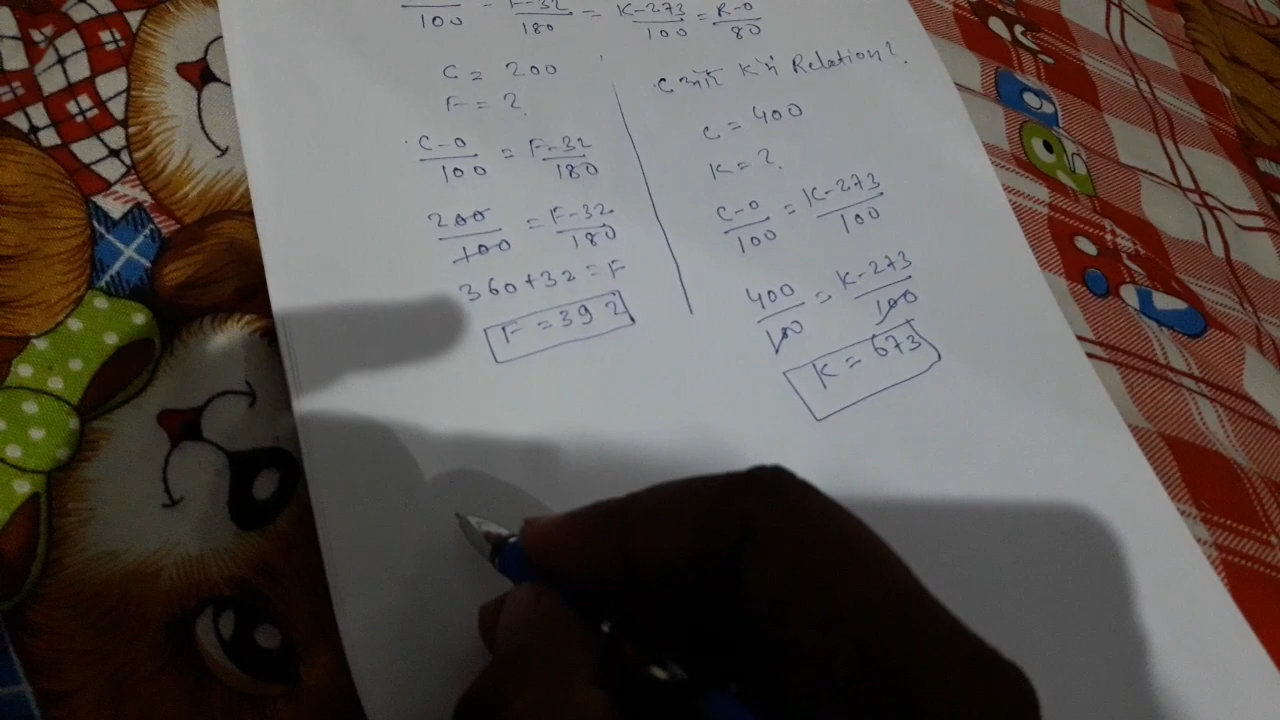 100 = F-32/180 = K-273/100 = R-0/80
C = 200
F = ?
C-0/100 = F-32/180
200/100 = F-32/180
360+32 = F
F = 392
C और K में Relation?
C = 400
K = ?
C-0/100 = K-273/100
400/100 = K-273/100
K = 673